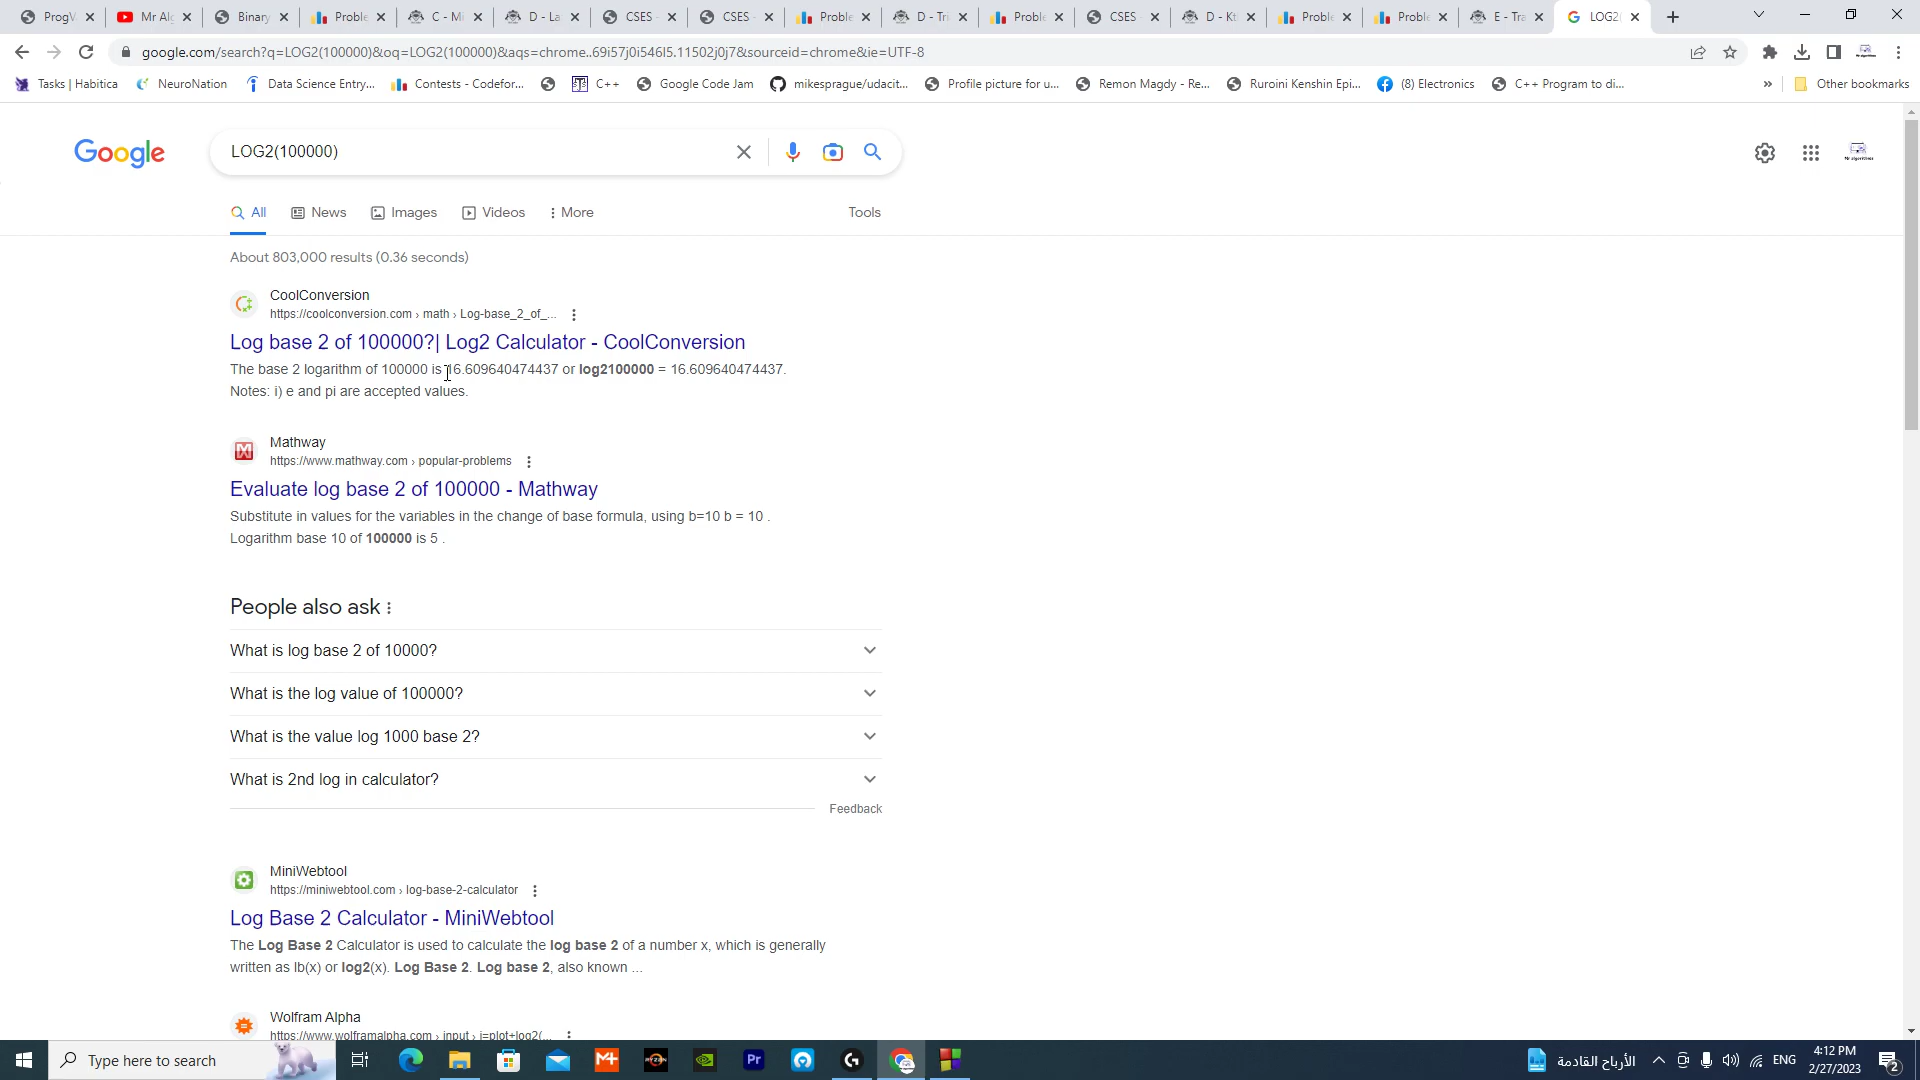 ProgV
Mr Alg
Binary
Proble
C - Mi
D - La
CSES -
CSES -
Proble
D - Tri
Proble
CSES -
D - Kt
Proble
Proble
E - Tra
LOG2(
google.com/search?q=LOG2(100000)&oq=LOG2(100000)&aqs=chrome..69i57j0i546l5.11502j0j7&sourceid=chrome&ie=UTF-8
Tasks | Habitica
NeuroNation
Data Science Entry...
Contests - Codefor...
C++
Google Code Jam
mikesprague/udacit...
Profile picture for u...
Remon Magdy - Re...
Ruroini Kenshin Epi...
(8) Electronics
C++ Program to di...
»
Other bookmarks
Google
LOG2(100000)
All
News
Images
Videos
More
Tools
About 803,000 results (0.36 seconds)
CoolConversion
https://coolconversion.com › math › Log-base_2_of_...
Log base 2 of 100000?| Log2 Calculator - CoolConversion
The base 2 logarithm of 100000 is 16.609640474437 or log2100000 = 16.609640474437.
Notes: i) e and pi are accepted values.
Mathway
https://www.mathway.com › popular-problems
Evaluate log base 2 of 100000 - Mathway
Substitute in values for the variables in the change of base formula, using b=10 b = 10 .
Logarithm base 10 of 100000 is 5 .
People also ask
What is log base 2 of 10000?
What is the log value of 100000?
What is the value log 1000 base 2?
What is 2nd log in calculator?
Feedback
MiniWebtool
https://miniwebtool.com › log-base-2-calculator
Log Base 2 Calculator - MiniWebtool
The Log Base 2 Calculator is used to calculate the log base 2 of a number x, which is generally
written as lb(x) or log2(x). Log Base 2. Log base 2, also known ...
Wolfram Alpha
https://www.wolframalpha.com › input › i=plot+log2(...
Type here to search
M+
RYZEN
Pr
الأرباح القادمة
ENG
4:12 PM
2/27/2023
2